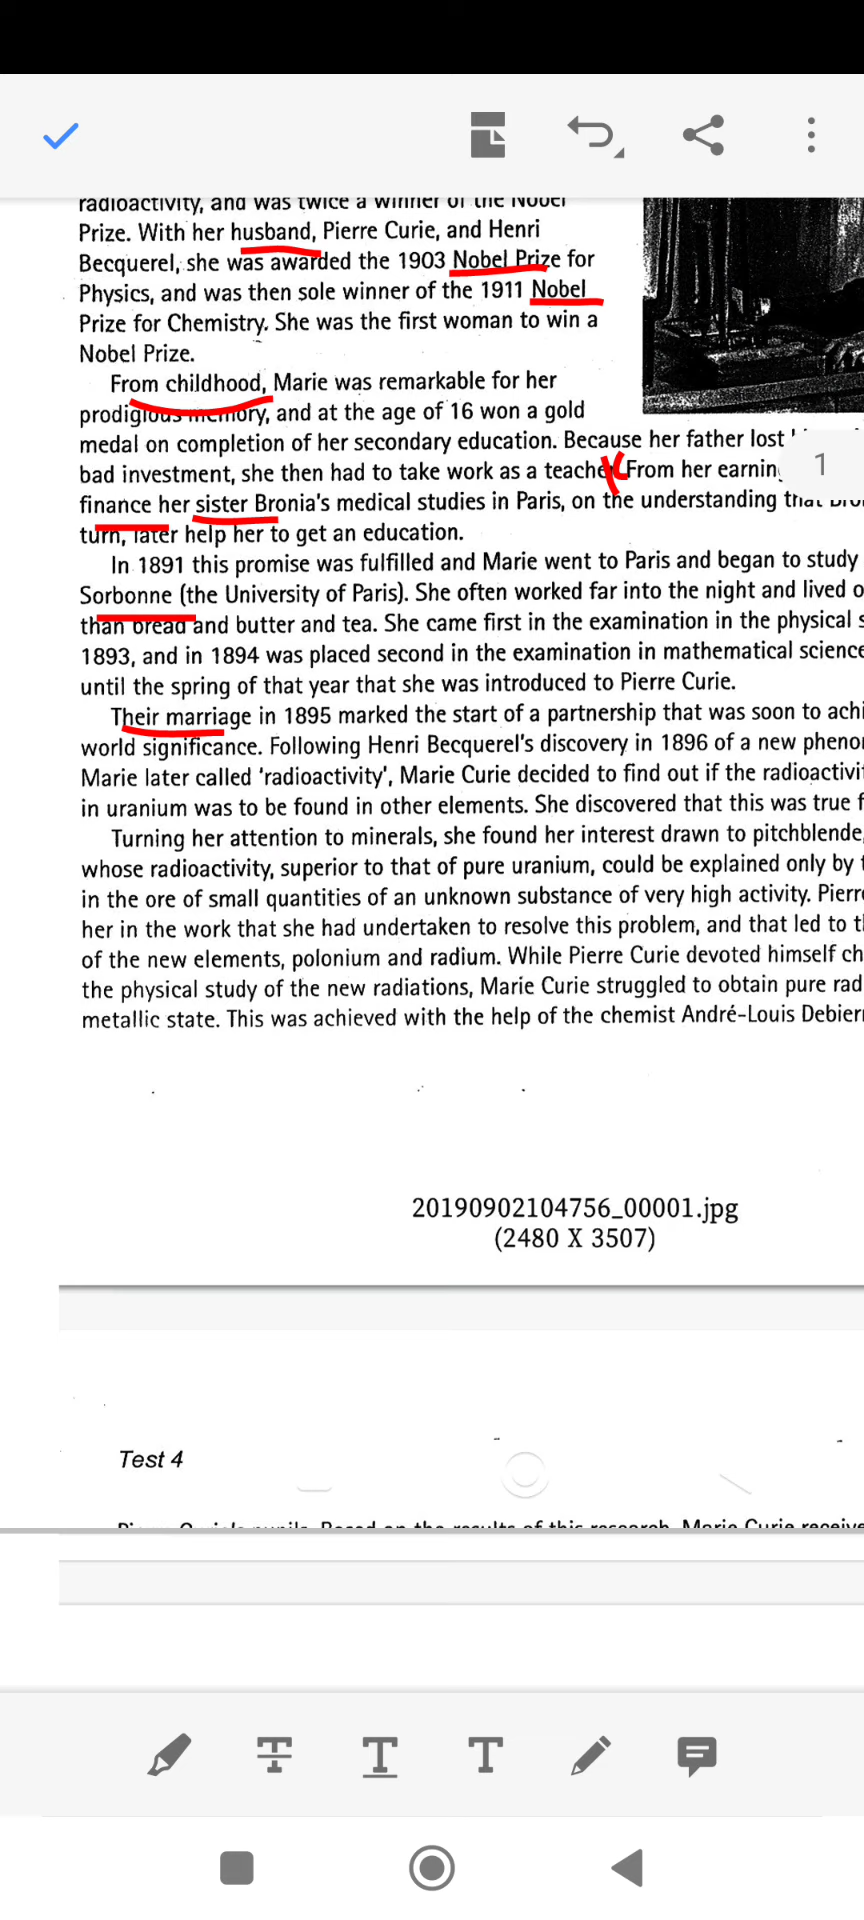 radioactivity, and was twice a winner of the Nobel
Prize. With her husband, Pierre Curie, and Henri
Becquerel, she was awarded the 1903 Nobel Prize for
Physics, and was then sole winner of the 1911 Nobel
Prize for Chemistry. She was the first woman to win a
Nobel Prize.
From childhood, Marie was remarkable for her
prodigious memory, and at the age of 16 won a gold
medal on completion of her secondary education. Because her father lost
bad investment, she then had to take work as a teacher From her earnin
1
finance her sister Bronia's medical studies in Paris, on the understanding that
turn, later help her to get an education.
In 1891 this promise was fulfilled and Marie went to Paris and began to study
Sorbonne (the University of Paris). She often worked far into the night and lived o
than bread and butter and tea. She came first in the examination in the physical s
1893, and in 1894 was placed second in the examination in mathematical science
until the spring of that year that she was introduced to Pierre Curie.
Their marriage in 1895 marked the start of a partnership that was soon to achi
world significance. Following Henri Becquerel's discovery in 1896 of a new pheno
Marie later called 'radioactivity', Marie Curie decided to find out if the radioactivi
in uranium was to be found in other elements. She discovered that this was true f
Turning her attention to minerals, she found her interest drawn to pitchblende,
whose radioactivity, superior to that of pure uranium, could be explained only by t
in the ore of small quantities of an unknown substance of very high activity. Pierr
her in the work that she had undertaken to resolve this problem, and that led to t
of the new elements, polonium and radium. While Pierre Curie devoted himself ch
the physical study of the new radiations, Marie Curie struggled to obtain pure rad
metallic state. This was achieved with the help of the chemist André-Louis Debier
20190902104756_00001.jpg
(2480 X 3507)
Test 4
Pierre Curie's pupils. Based on the results of this research, Marie Curie receive